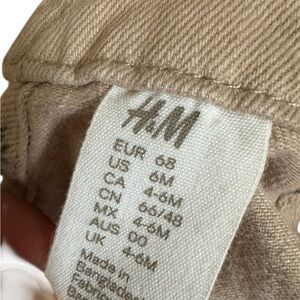 H&M
EUR 68
US 6M
CA 4-6M
CN 66/48
MX 4-6M
AUS 00
UK 4-6M
Made in
Bangladesh